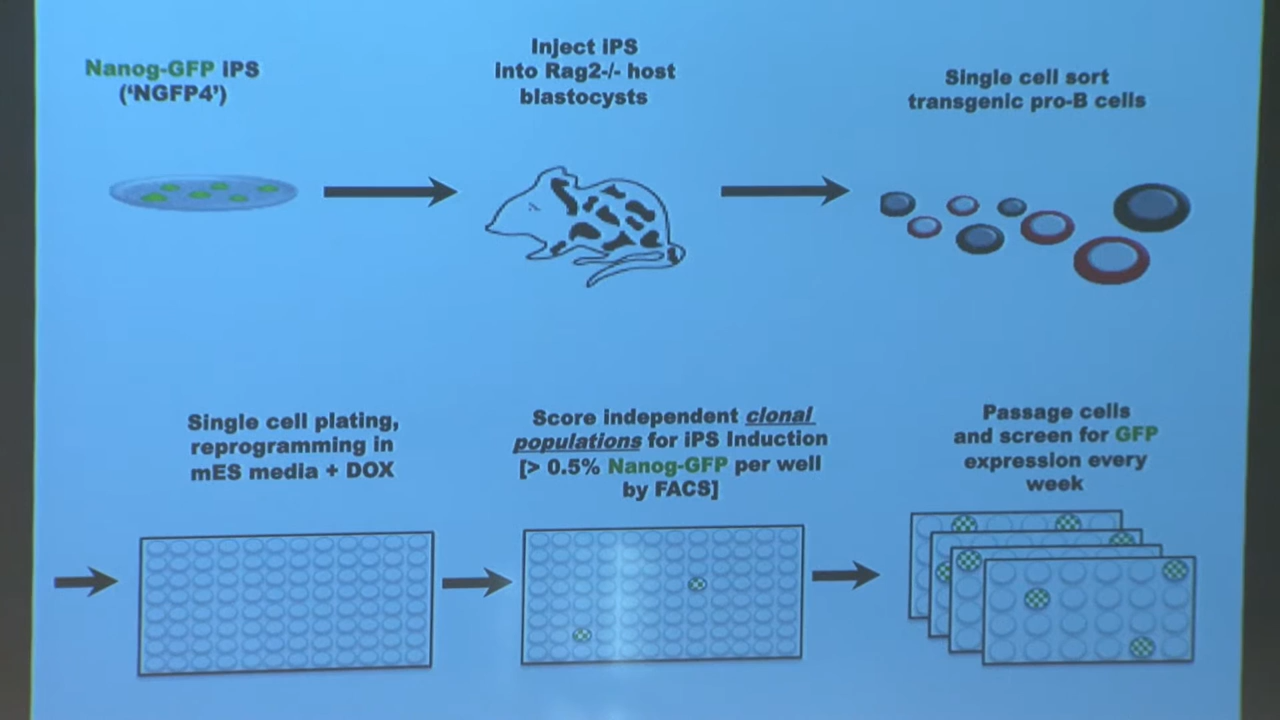 Nanog-GFP iPS
('NGFP4')
Inject iPS
into Rag2-/- host
blastocysts
Single cell sort
transgenic pro-B cells
Single cell plating,
reprogramming in
mES media + DOX
Score independent clonal
populations for iPS Induction
[> 0.5% Nanog-GFP per well
by FACS]
Passage cells
and screen for GFP
expression every
week